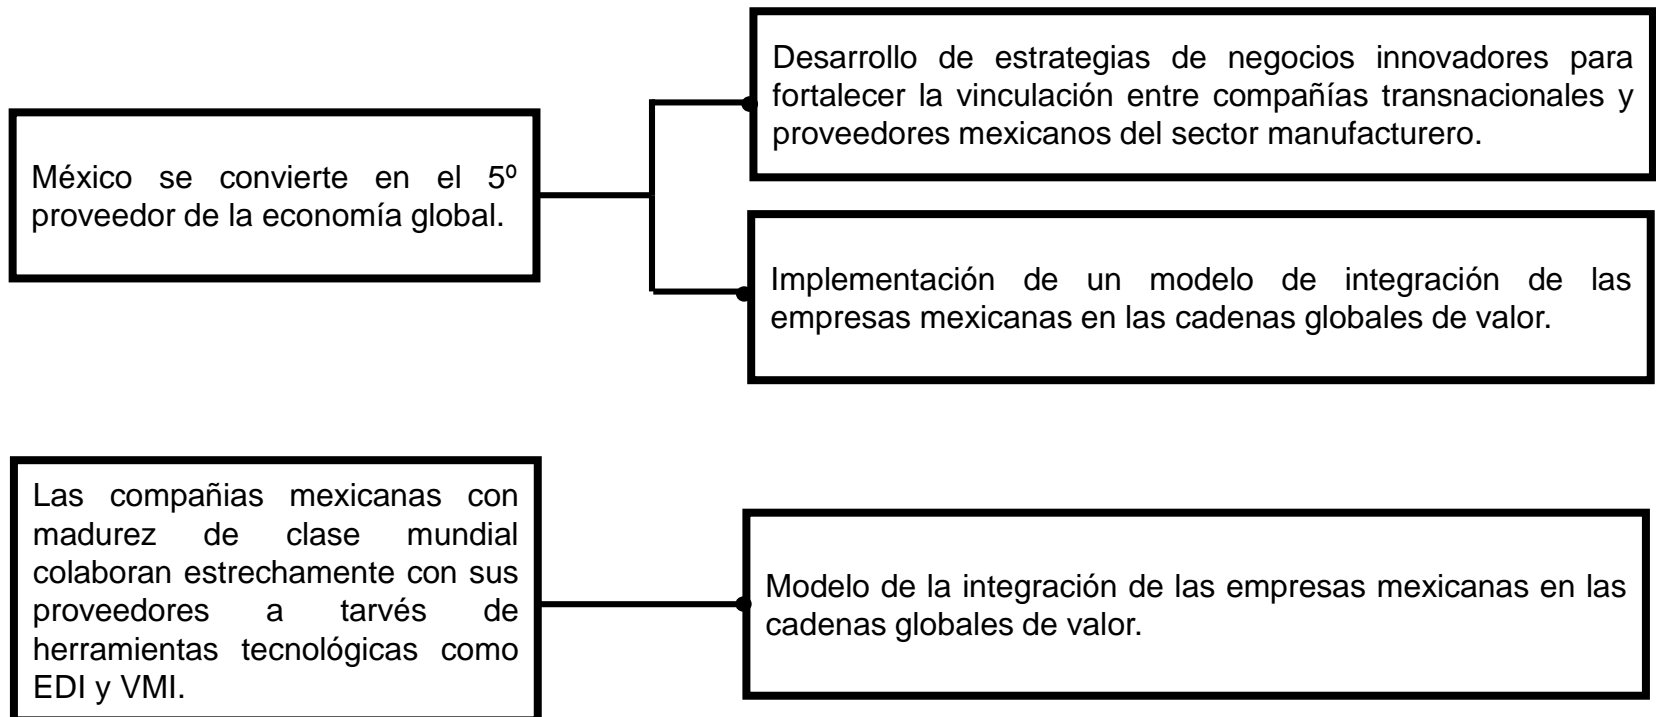 Desarrollo de estrategias de negocios innovadores para
fortalecer la vinculación entre compañías transnacionales y
proveedores mexicanos del sector manufacturero.
México se convierte en el 5º
proveedor de la economía global.
Implementación de un modelo de integración de las
empresas mexicanas en las cadenas globales de valor.
Las compañias mexicanas con
madurez de clase mundial
colaboran estrechamente con sus
proveedores a tarvés de
herramientas tecnológicas como
EDI y VMI.
Modelo de la integración de las empresas mexicanas en las
cadenas globales de valor.